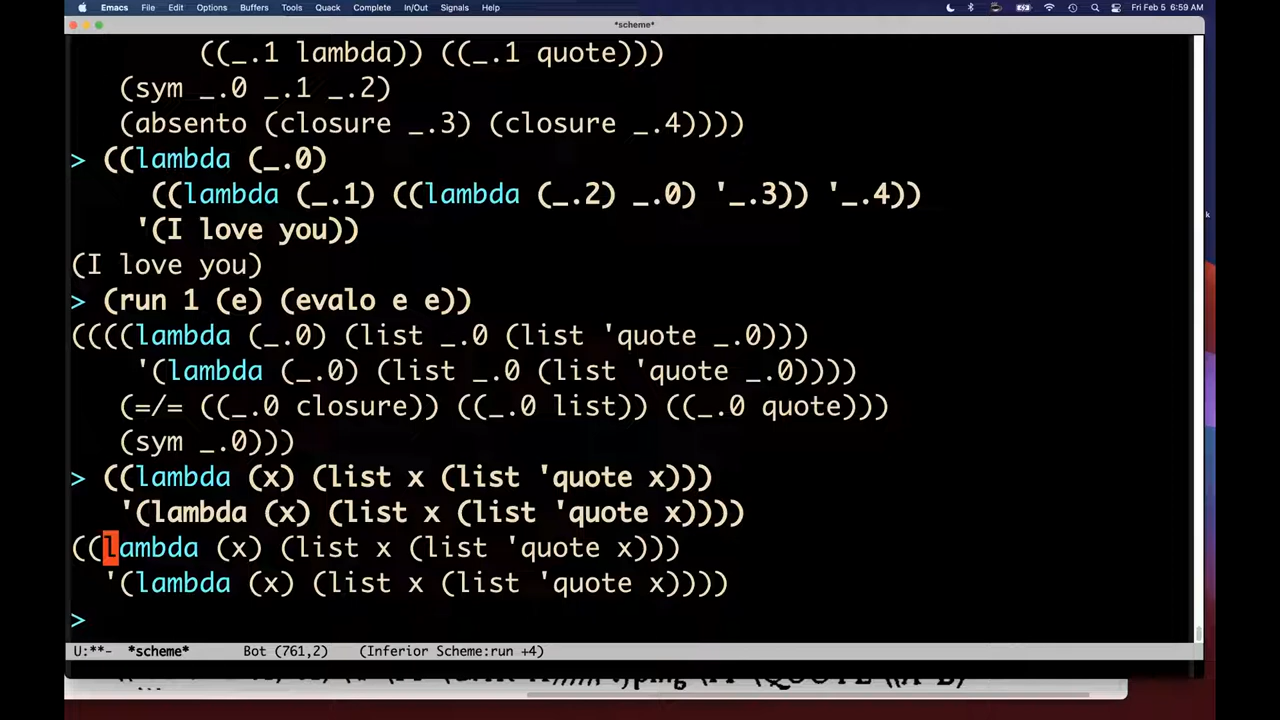 Emacs File Edit Options Buffers Tools Quack Complete In/Out Signals Help Fri Feb 5 6:59 AM
*scheme*
((_.1 lambda)) ((_.1 quote)))
(sym _.0 _.1 _.2)
(absento (closure _.3) (closure _.4))))
> ((lambda (_.0)
((lambda (_.1) ((lambda (_.2) _.0) '_.3)) '_.4))
'(I love you))
(I love you)
> (run 1 (e) (evalo e e))
((((lambda (_.0) (list _.0 (list 'quote _.0)))
'(lambda (_.0) (list _.0 (list 'quote _.0))))
(=/= ((_.0 closure)) ((_.0 list)) ((_.0 quote)))
(sym _.0)))
> ((lambda (x) (list x (list 'quote x)))
'(lambda (x) (list x (list 'quote x))))
((lambda (x) (list x (list 'quote x)))
'(lambda (x) (list x (list 'quote x))))
>
U:**- *scheme* Bot (761,2) (Inferior Scheme:run +4)